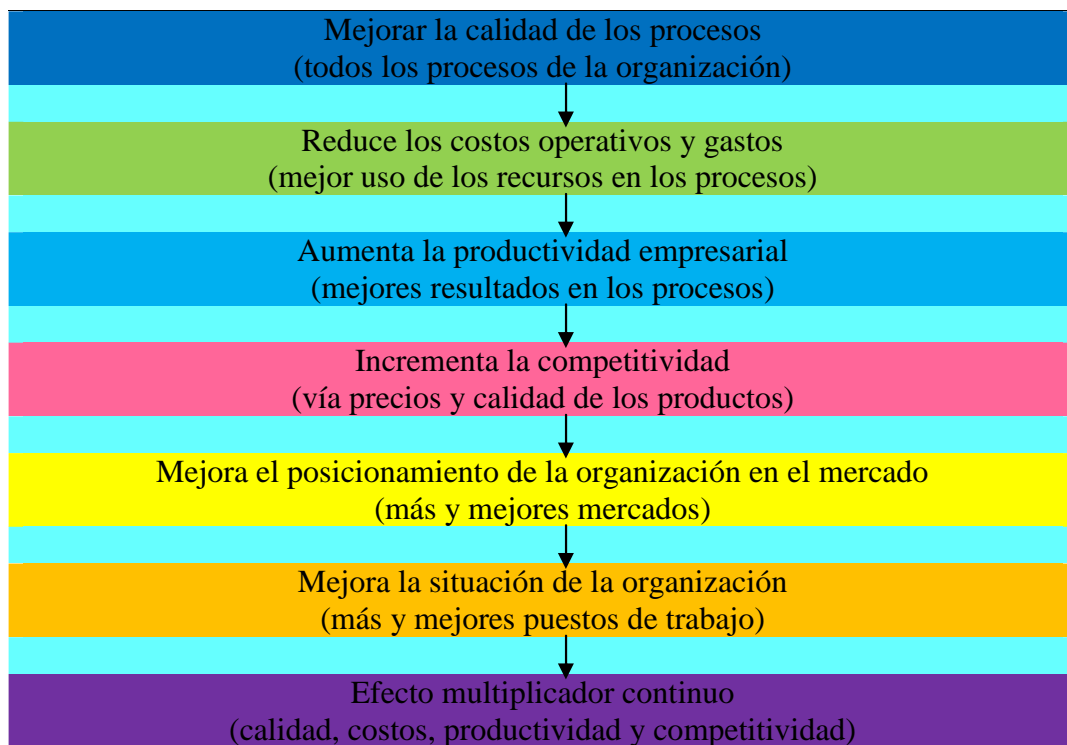 Mejorar la calidad de los procesos
(todos los procesos de la organización)
Reduce los costos operativos y gastos
(mejor uso de los recursos en los procesos)
Aumenta la productividad empresarial
(mejores resultados en los procesos)
Incrementa la competitividad
(vía precios y calidad de los productos)
Mejora el posicionamiento de la organización en el mercado
(más y mejores mercados)
Mejora la situación de la organización
(más y mejores puestos de trabajo)
Efecto multiplicador continuo
(calidad, costos, productividad y competitividad)